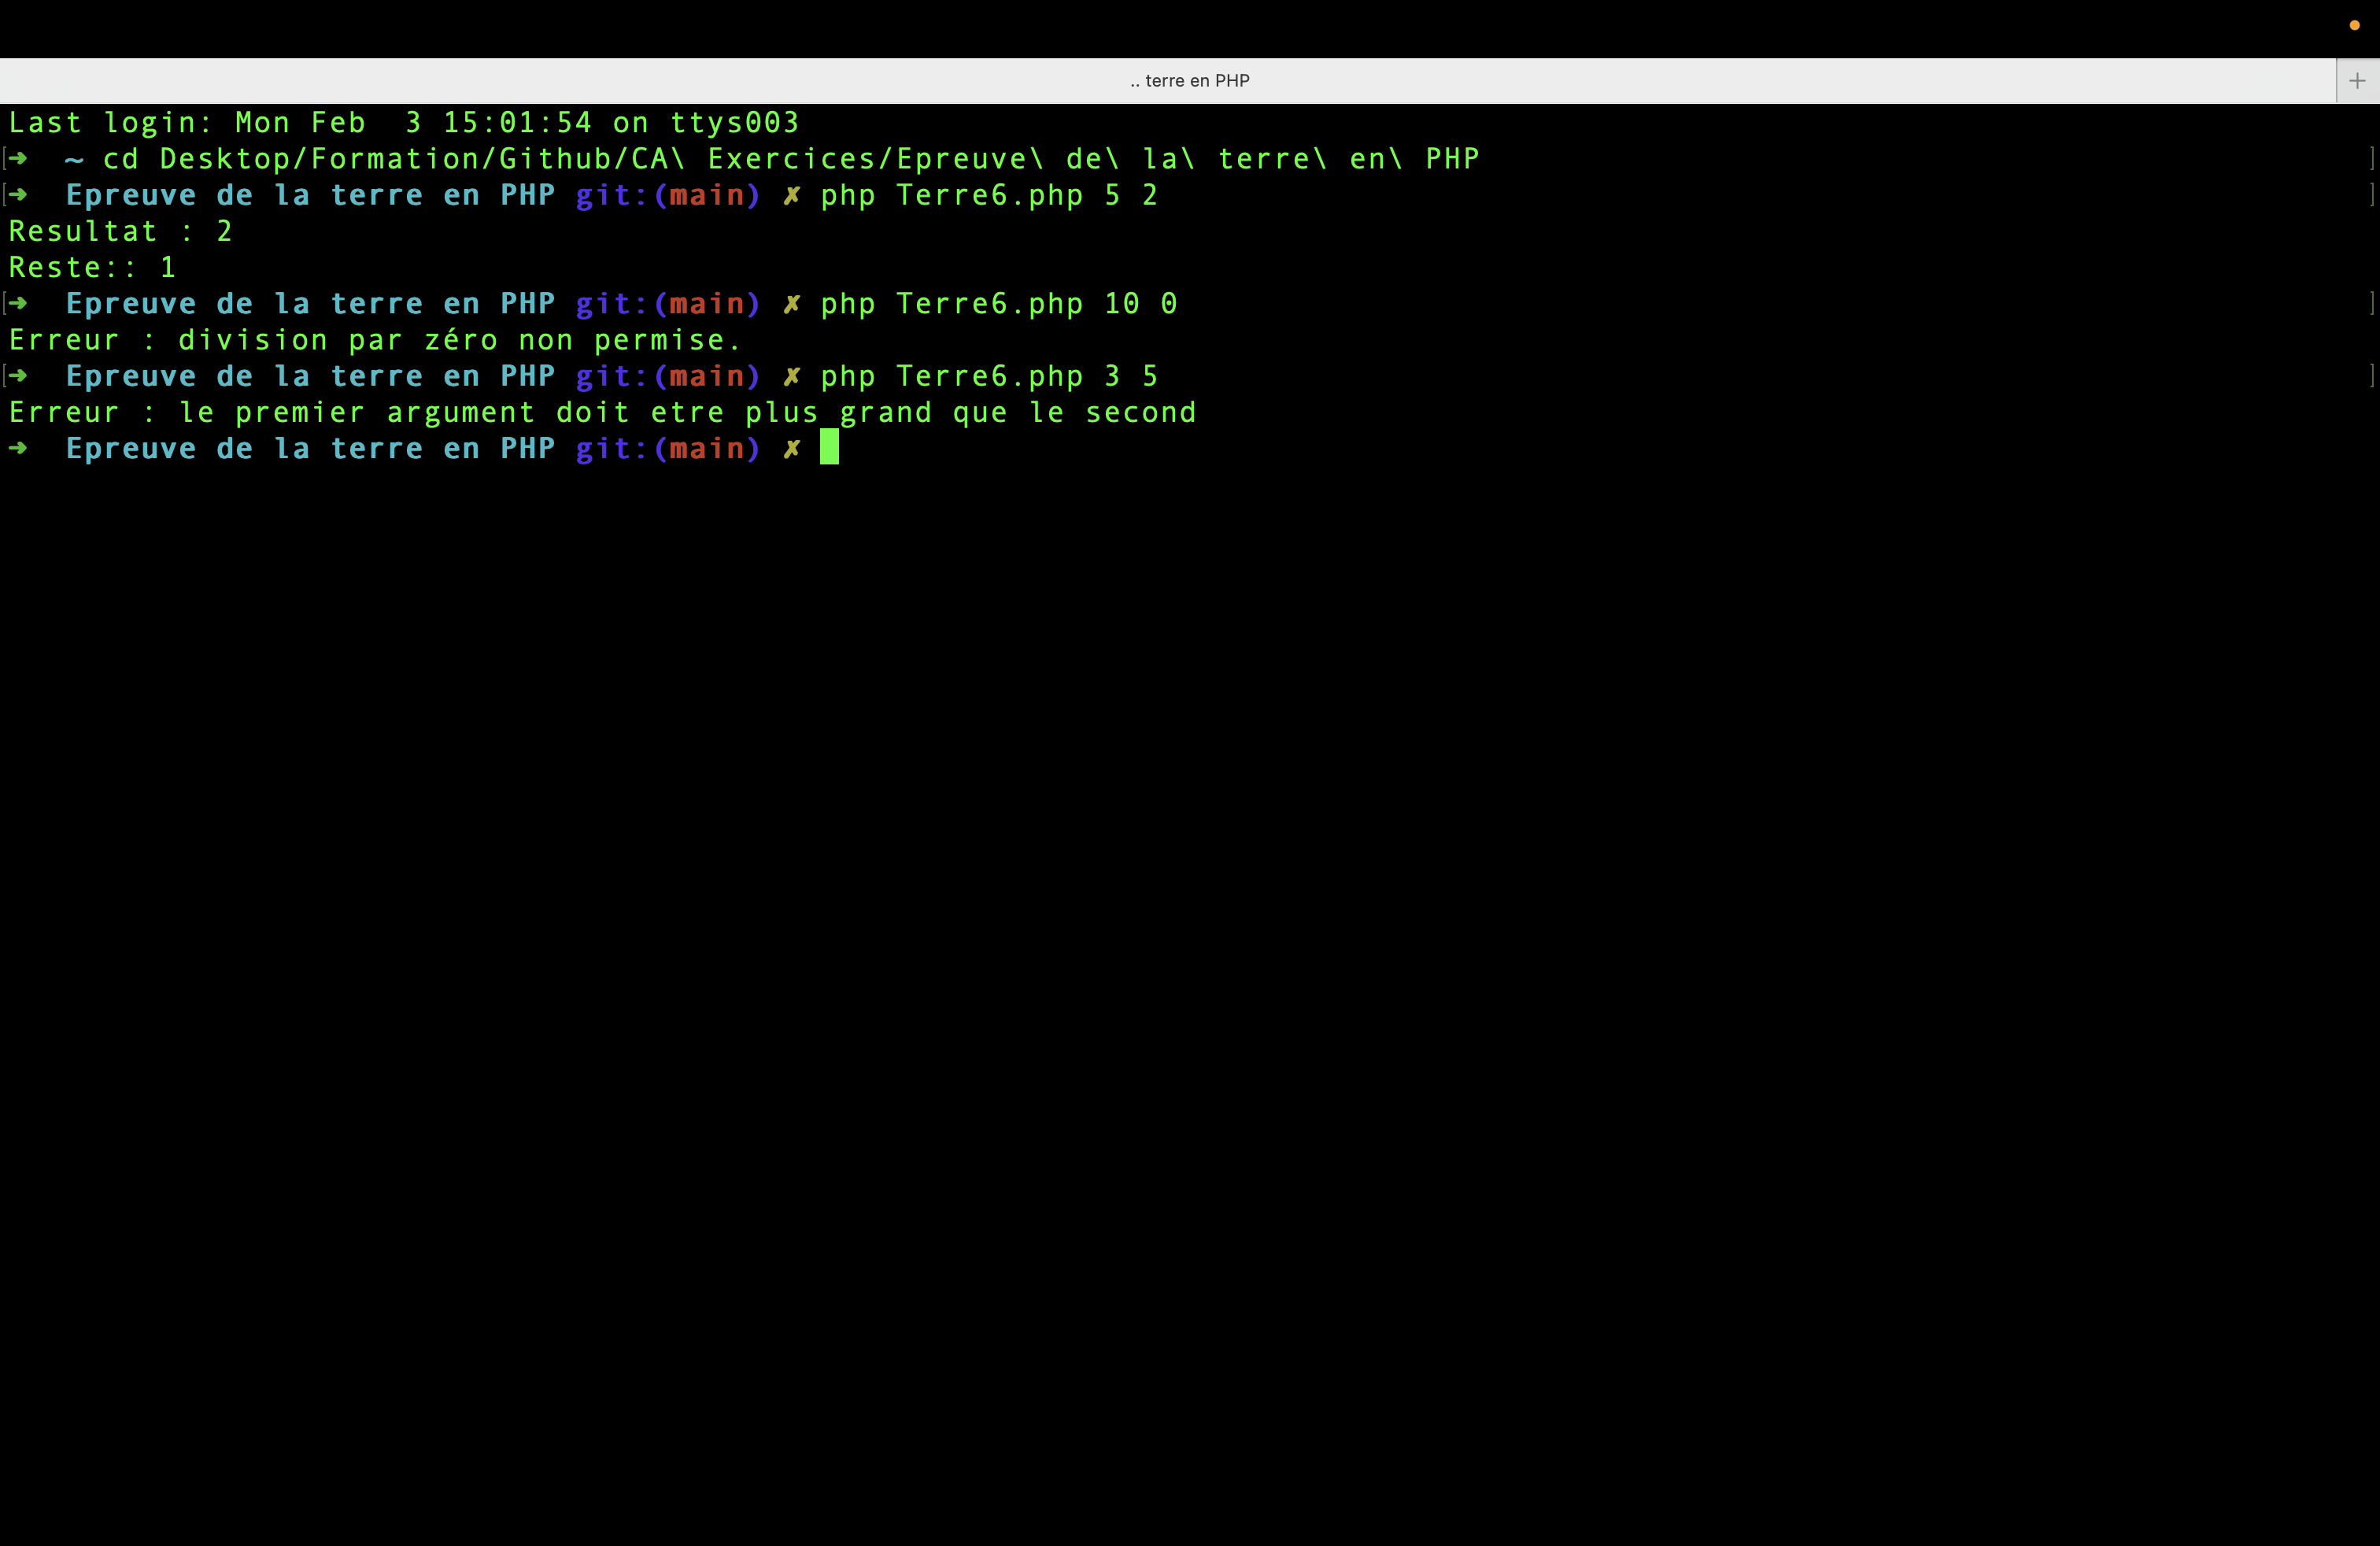 .. terre en PHP
Last login: Mon Feb  3 15:01:54 on ttys003
[➜  ~ cd Desktop/Formation/Github/CA\ Exercices/Epreuve\ de\ la\ terre\ en\ PHP ]
[➜  Epreuve de la terre en PHP git:(main) ✗ php Terre6.php 5 2 ]
Resultat : 2
Reste:: 1
[➜  Epreuve de la terre en PHP git:(main) ✗ php Terre6.php 10 0 ]
Erreur : division par zéro non permise.
[➜  Epreuve de la terre en PHP git:(main) ✗ php Terre6.php 3 5 ]
Erreur : le premier argument doit etre plus grand que le second
➜  Epreuve de la terre en PHP git:(main) ✗